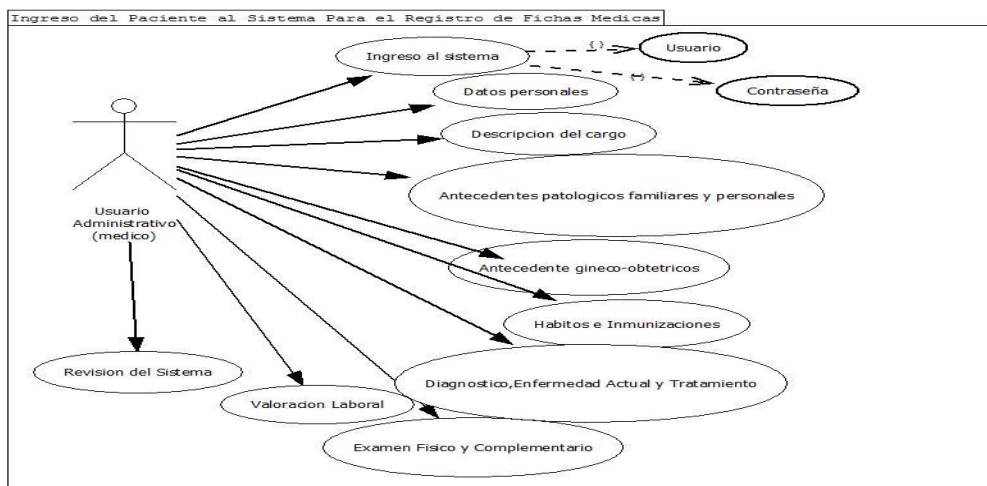 Ingreso del Paciente al Sistema Para el Registro de Fichas Medicas
Ingreso al sistema
{ }
Usuario
{ }
Contraseña
Datos personales
Descripcion del cargo
Antecedentes patologicos familiares y personales
Usuario
Administrativo
(medico)
Antecedente gineco-obtetricos
Habitos e Inmunizaciones
Revision del Sistema
Diagnostico,Enfermedad Actual y Tratamiento
Valoracion Laboral
Examen Fisico y Complementario